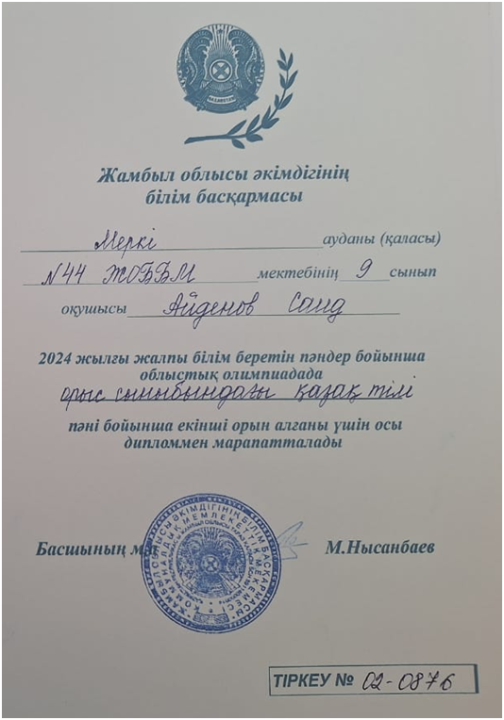 Жамбыл облысы әкімдігінің
білім басқармасы
Меркі ауданы (қаласы)
№44 ЖОББМ мектебінің 9 сынып
оқушысы Айденов Саид
2024 жылғы жалпы білім беретін пәндер бойынша
облыстық олимпиадада
орыс сыныбындағы қазақ тілі
пәні бойынша екінші орын алғаны үшін осы
дипломмен марапатталады
Басшының М.Нысанбаев
ТІРКЕУ № 02-0876